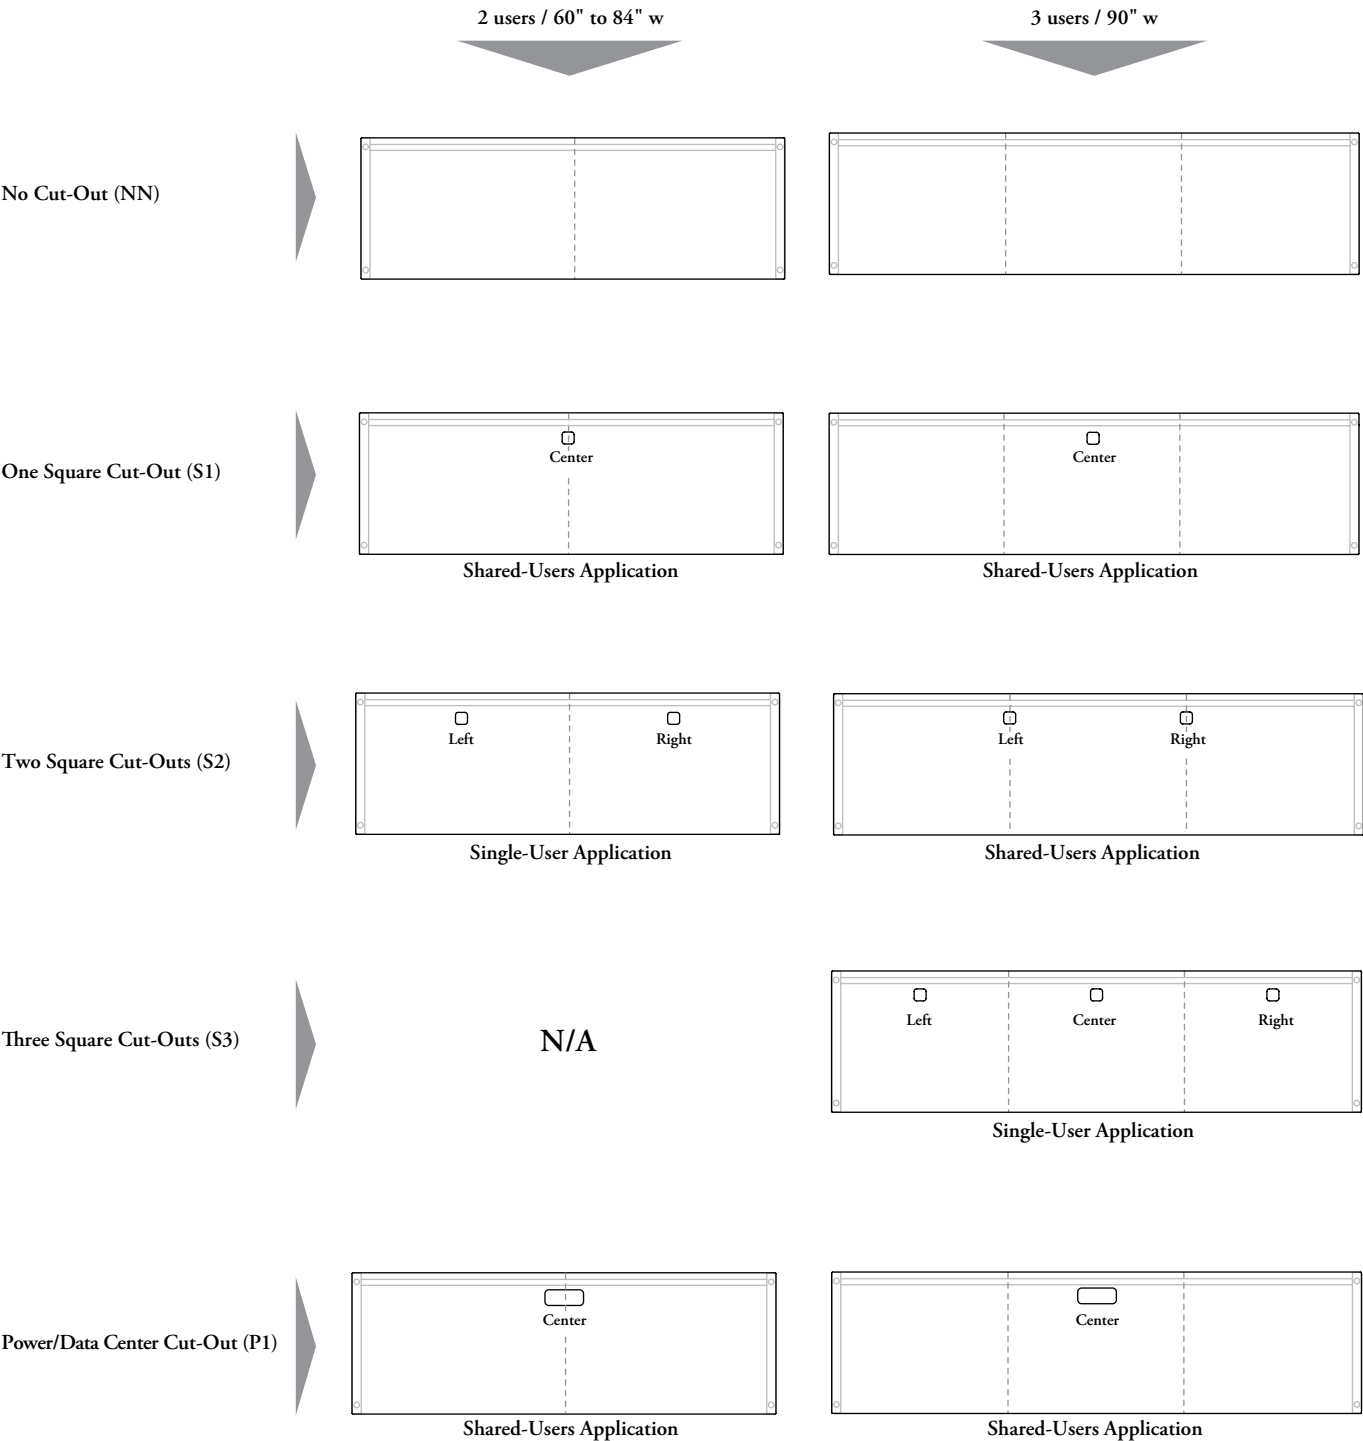 2 users / 60" to 84" w
3 users / 90" w
No Cut-Out (NN)
One Square Cut-Out (S1)
Center
Center
Shared-Users Application
Shared-Users Application
Two Square Cut-Outs (S2)
Left
Right
Left
Right
Single-User Application
Shared-Users Application
Three Square Cut-Outs (S3)
N/A
Left
Center
Right
Single-User Application
Power/Data Center Cut-Out (P1)
Center
Center
Shared-Users Application
Shared-Users Application